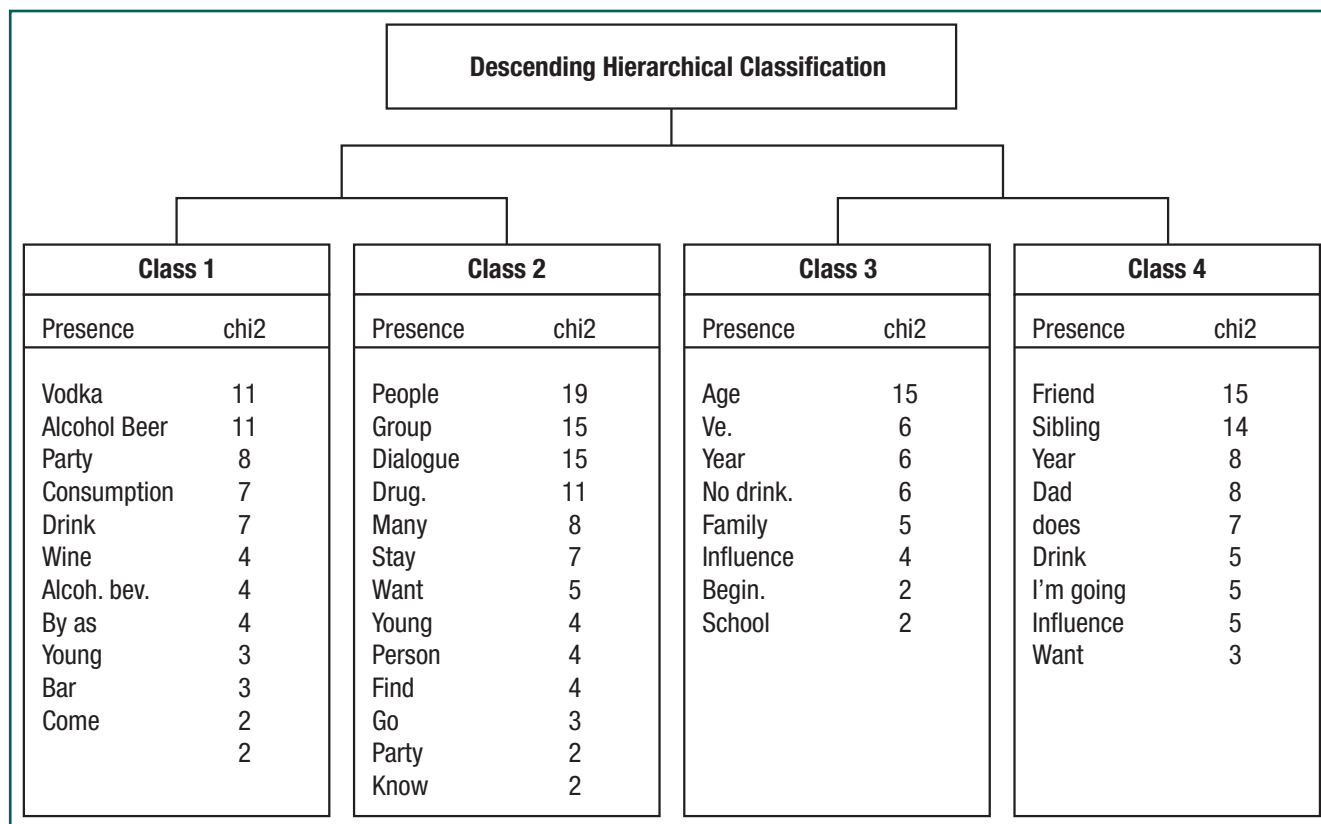 Descending Hierarchical Classification
Class 1
Presence chi2
Vodka 11
Alcohol Beer 11
Party 8
Consumption 7
Drink 7
Wine 4
Alcoh. bev. 4
By as 4
Young 3
Bar 3
Come 2
2
Class 2
Presence chi2
People 19
Group 15
Dialogue 15
Drug. 11
Many 8
Stay 7
Want 5
Young 4
Person 4
Find 4
Go 3
Party 2
Know 2
Class 3
Presence chi2
Age 15
Ve. 6
Year 6
No drink. 6
Family 5
Influence 4
Begin. 2
School 2
Class 4
Presence chi2
Friend 15
Sibling 14
Year 8
Dad 8
does 7
Drink 5
I'm going 5
Influence 5
Want 3